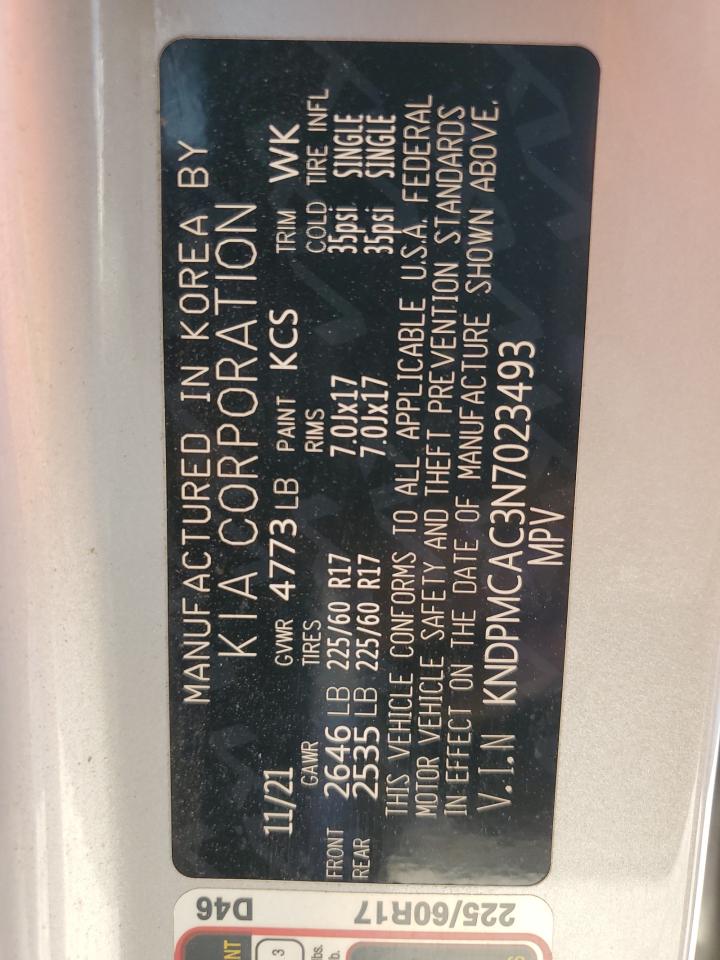 MANUFACTURED IN KOREA BY
KIA CORPORATION
11/21 GVWR 4773 LB PAINT KCS TRIM WK
GAWR TIRES RIMS COLD TIRE INFL
FRONT 2646 LB 225/60 R17 7.0Jx17 35psi SINGLE
REAR 2535 LB 225/60 R17 7.0Jx17 35psi SINGLE
THIS VEHICLE CONFORMS TO ALL APPLICABLE U.S.A. FEDERAL
MOTOR VEHICLE SAFETY AND THEFT PREVENTION STANDARDS
IN EFFECT ON THE DATE OF MANUFACTURE SHOWN ABOVE.
V.I.N KNDPMCAC3N7023493
MPV
D46
225/60R17
3
lbs.